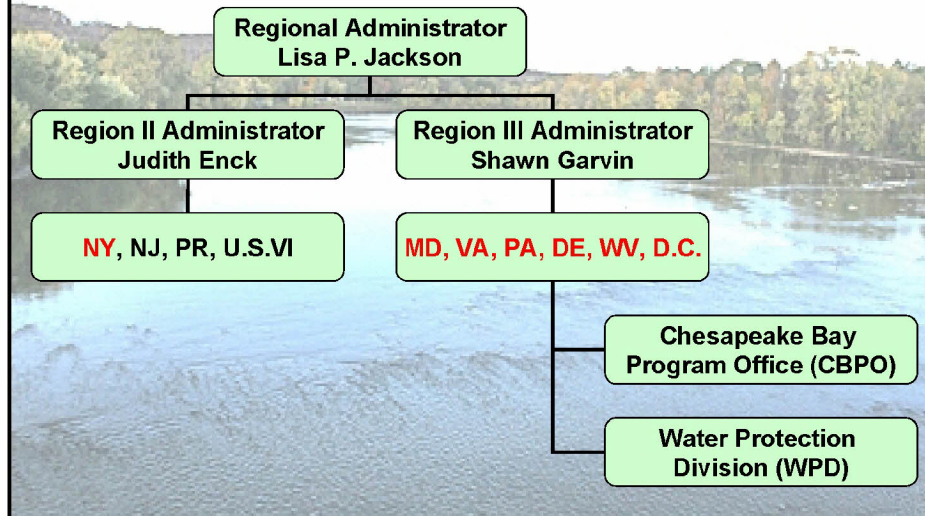 Regional Administrator
Lisa P. Jackson
Region II Administrator
Judith Enck
Region III Administrator
Shawn Garvin
NY, NJ, PR, U.S.VI
MD, VA, PA, DE, WV, D.C.
Chesapeake Bay
Program Office (CBPO)
Water Protection
Division (WPD)